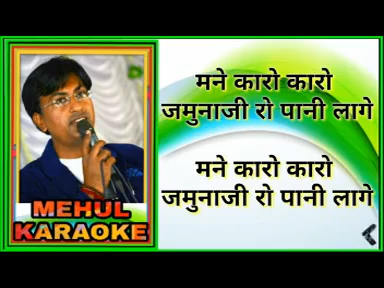 मने कारो कारो
जमुनाजी रो पानी लागे
मने कारो कारो
जमुनाजी रो पानी लागे
MEHUL
KARAOKE